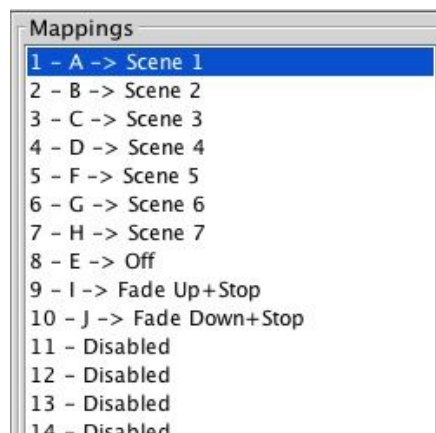 Mappings
1 – A –> Scene 1
2 – B –> Scene 2
3 – C –> Scene 3
4 – D –> Scene 4
5 – F –> Scene 5
6 – G –> Scene 6
7 – H –> Scene 7
8 – E –> Off
9 – I –> Fade Up+Stop
10 – J –> Fade Down+Stop
11 – Disabled
12 – Disabled
13 – Disabled
14 – Disabled